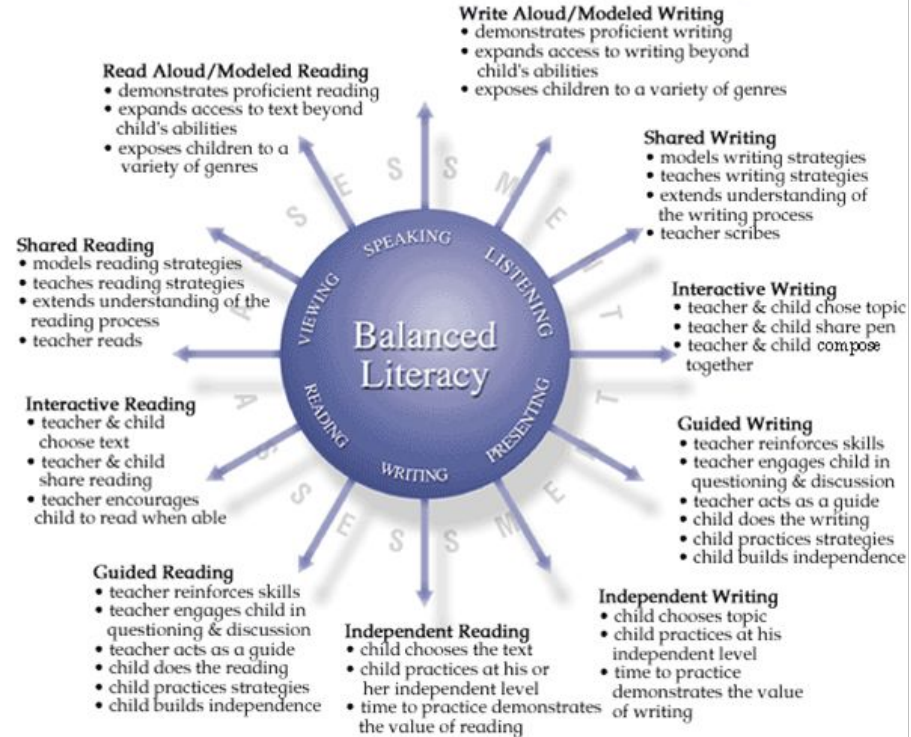 Write Aloud/Modeled Writing
• demonstrates proficient writing
• expands access to writing beyond
child's abilities
• exposes children to a variety of genres
Read Aloud/Modeled Reading
• demonstrates proficient reading
• expands access to text beyond
child's abilities
• exposes children to a
variety of genres
Shared Writing
• models writing strategies
• teaches writing strategies
• extends understanding of
the writing process
• teacher scribes
Shared Reading
• models reading strategies
• teaches reading strategies
• extends understanding of the
reading process
• teacher reads
Interactive Writing
• teacher & child chose topic
• teacher & child share pen
• teacher & child compose
together
Interactive Reading
• teacher & child
choose text
• teacher & child
share reading
• teacher encourages
child to read when able
Guided Writing
• teacher reinforces skills
• teacher engages child in
questioning & discussion
• teacher acts as a guide
• child does the writing
• child practices strategies
• child builds independence
Guided Reading
• teacher reinforces skills
• teacher engages child in
questioning & discussion
• teacher acts as a guide
• child does the reading
• child practices strategies
• child builds independence
Independent Reading
• child chooses the text
• child practices at his or
her independent level
• time to practice demonstrates
the value of reading
Independent Writing
• child chooses topic
• child practices at his
independent level
• time to practice
demonstrates the value
of writing
Balanced
Literacy
SPEAKING
LISTENING
PRESENTING
WRITING
READING
VIEWING
ASSESSMENT
ASSESSMENT